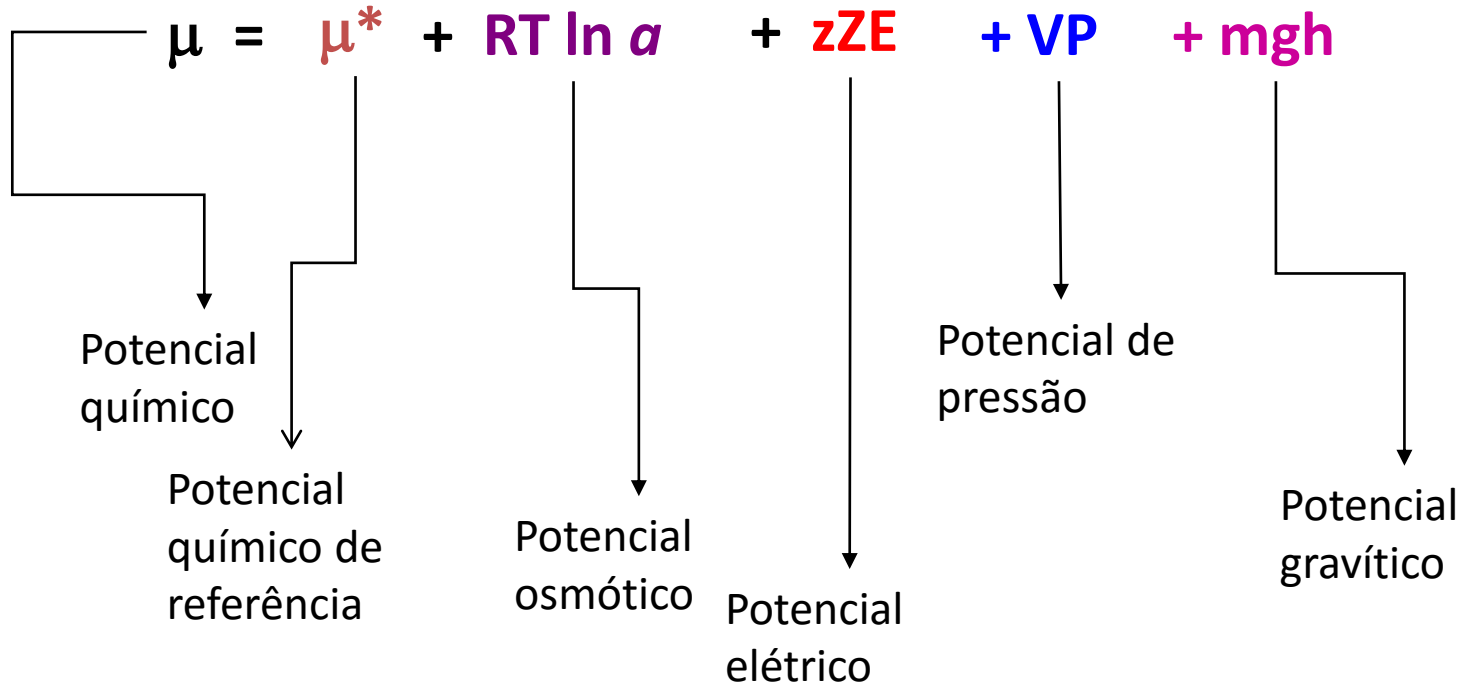 μ = μ* + RT ln a + zZE + VP + mgh
Potencial
químico
Potencial
químico de
referência
Potencial
osmótico
Potencial
elétrico
Potencial de
pressão
Potencial
gravítico